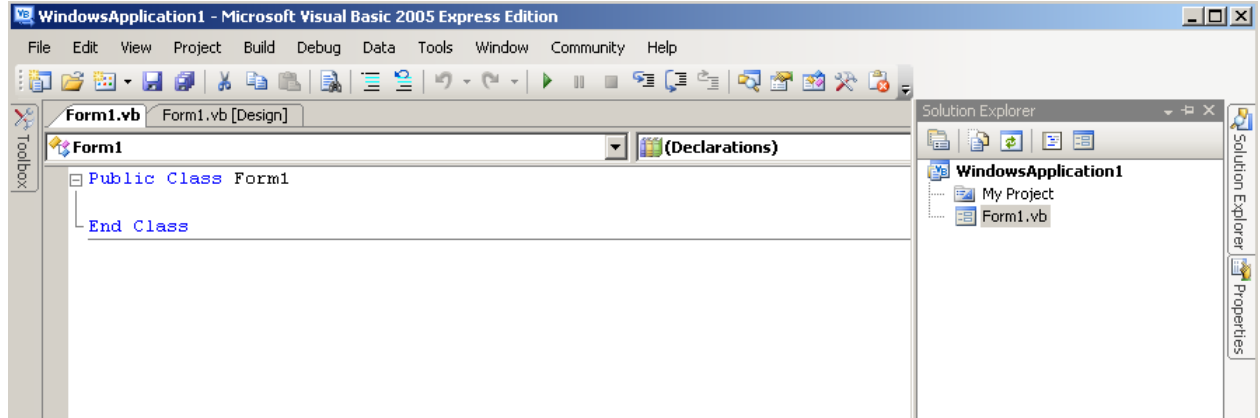 WindowsApplication1 - Microsoft Visual Basic 2005 Express Edition
File Edit View Project Build Debug Data Tools Window Community Help
Form1.vb Form1.vb [Design]
Form1 (Declarations)
Public Class Form1
End Class
Toolbox
Solution Explorer
WindowsApplication1
My Project
Form1.vb
Solution Explorer
Properties